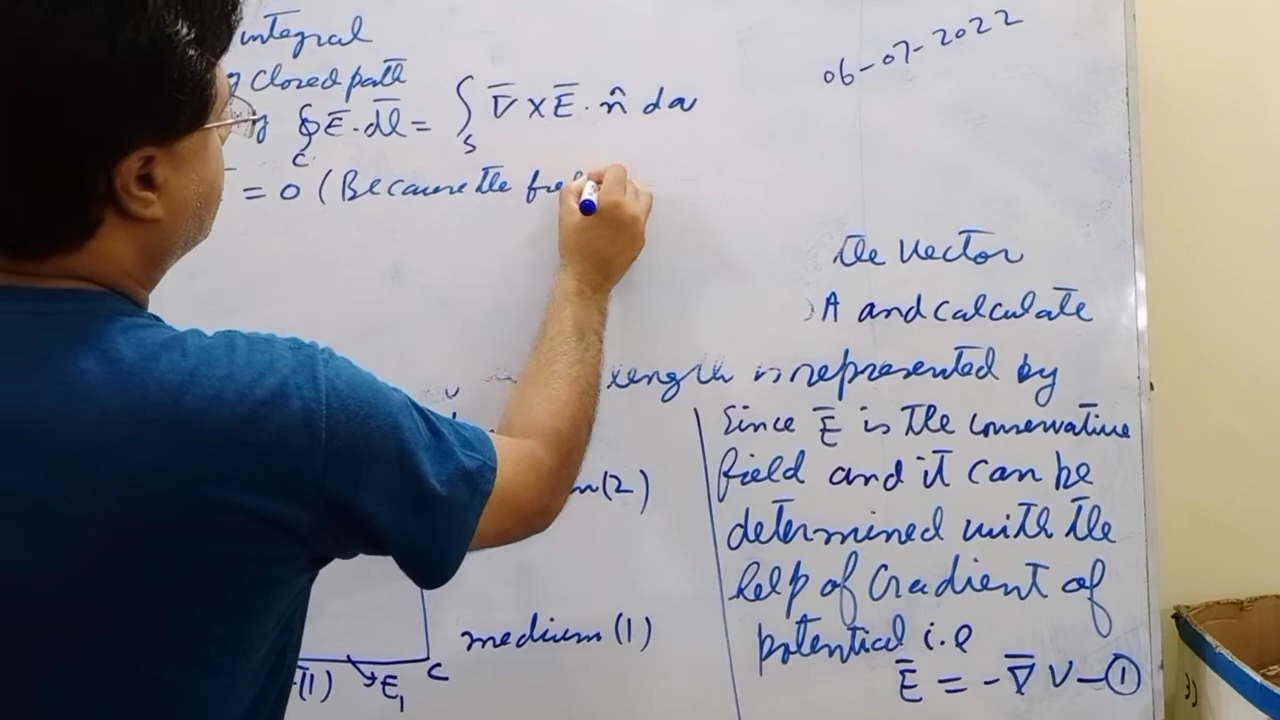 integral
06-07-2022
closed path
∮ Ē·dl̄ = ∫ ∇̄ × Ē · n̂ da
C S
= 0 (Because the
the vector
A and calculate
length is represented by
Since Ē is the conservative
field and it can be
(2)
determined with the
help of Gradient of
medium (1)
potential i.e
(1) E₁ C
Ē = -∇̄ V - ①